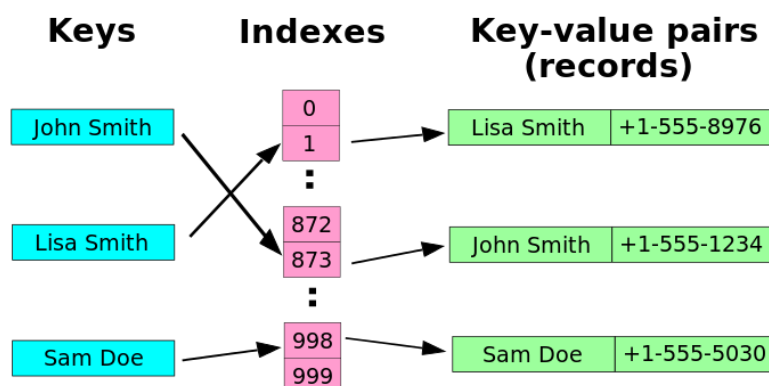 Keys
Indexes
Key-value pairs
(records)
John Smith
0
1
:
Lisa Smith +1-555-8976
Lisa Smith
872
873
:
John Smith +1-555-1234
Sam Doe
998
999
Sam Doe +1-555-5030